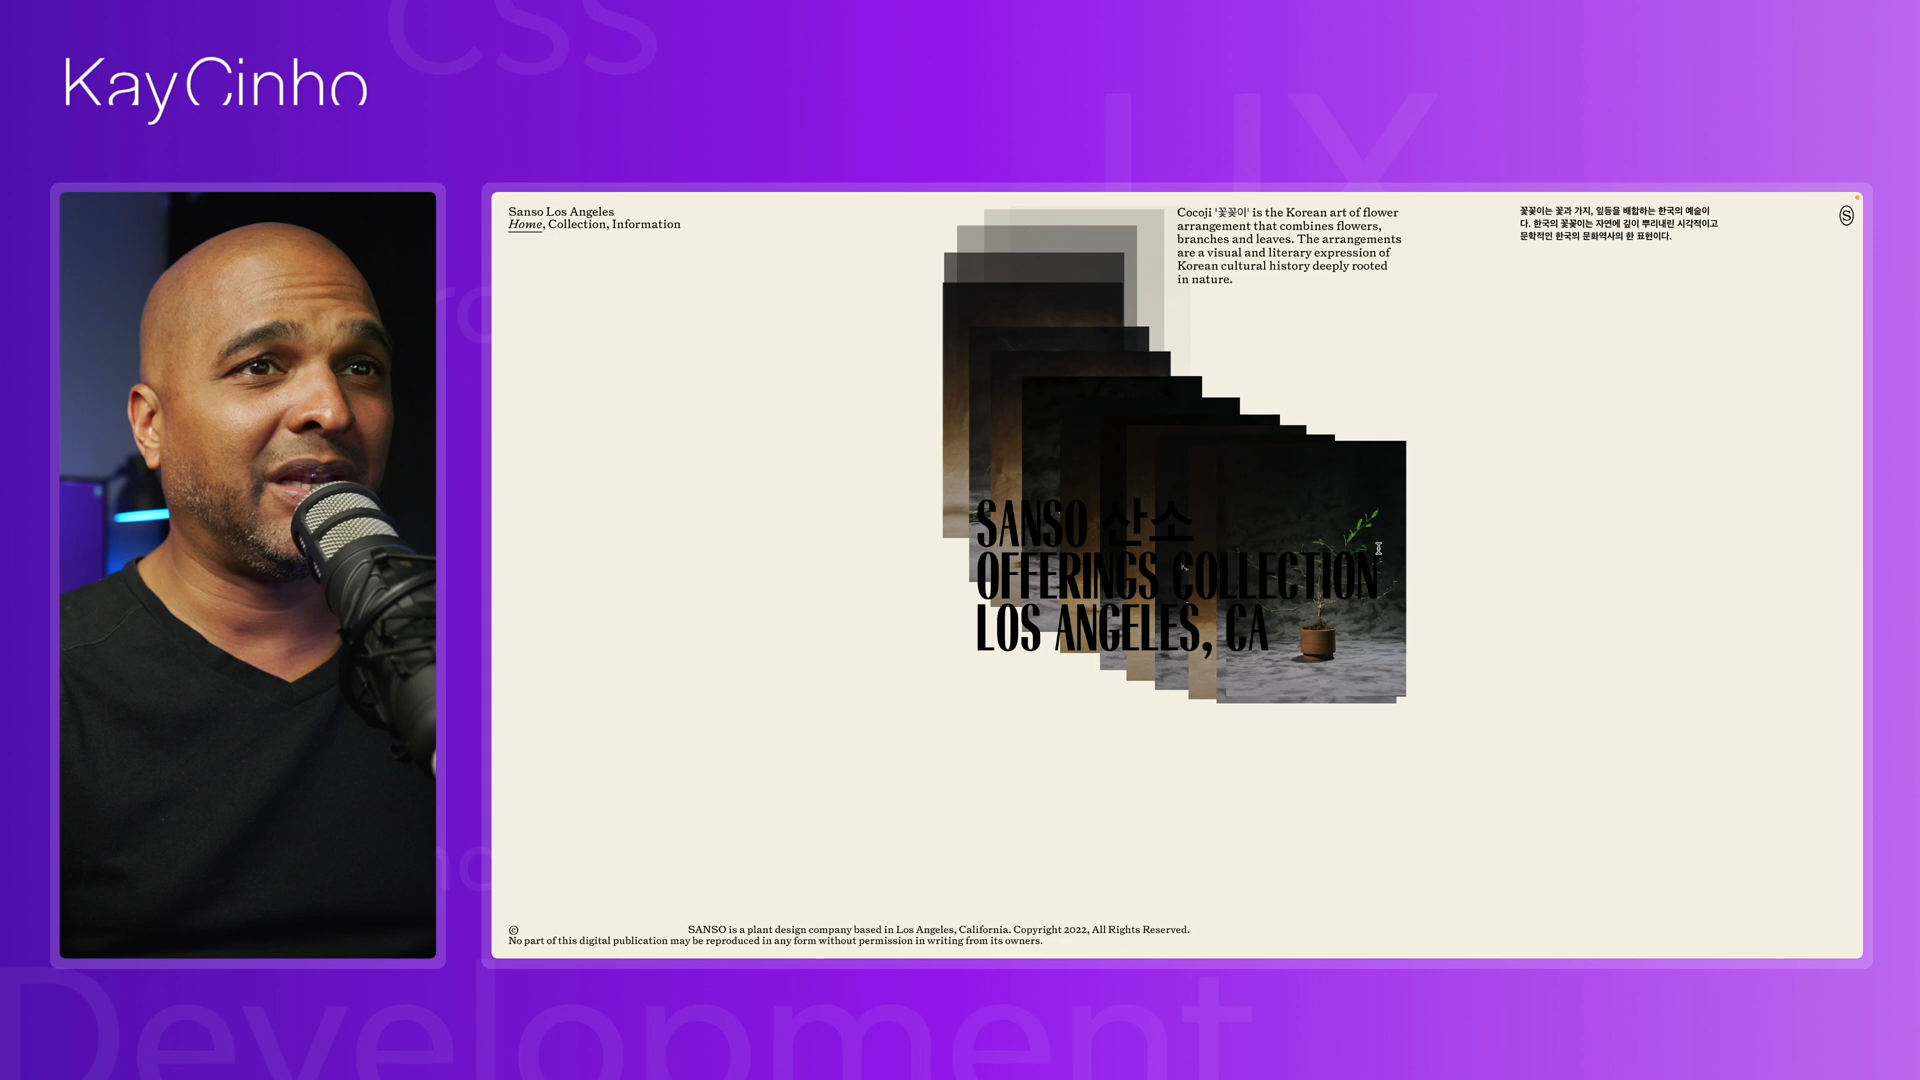 KayCinho
CSS
UX
Sanso Los Angeles
Home, Collection, Information
Cocoji '꽃꽂이' is the Korean art of flower
arrangement that combines flowers,
branches and leaves. The arrangements
are a visual and literary expression of
Korean cultural history deeply rooted
in nature.
꽃꽂이는 꽃과 가지, 잎등을 배합하는 한국의 예술이
다. 한국의 꽃꽂이는 자연에 깊이 뿌리내린 시각적이고
문학적인 한국의 문화역사의 한 표현이다.
S
SANSO 산소
OFFERINGS COLLECTION
LOS ANGELES, CA
© SANSO is a plant design company based in Los Angeles, California. Copyright 2022, All Rights Reserved.
No part of this digital publication may be reproduced in any form without permission in writing from its owners.
Development